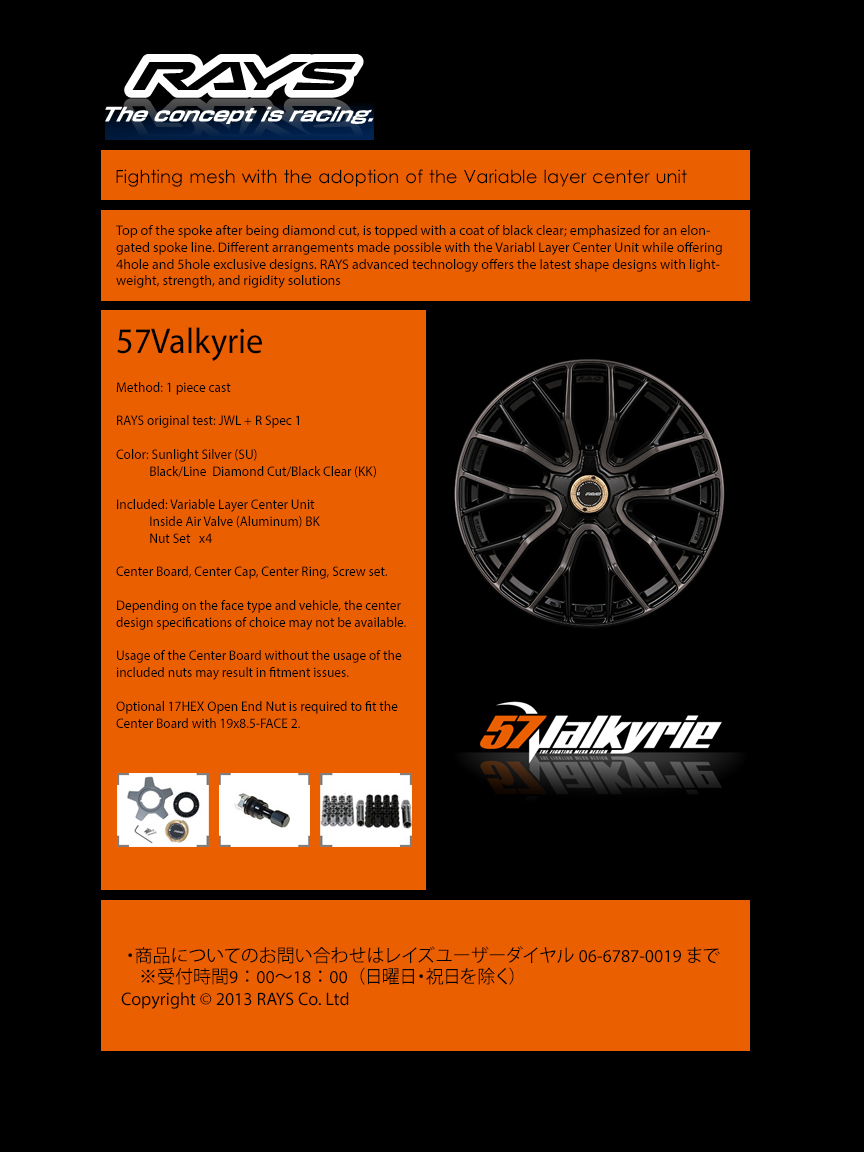 RAYS
The concept is racing.
Fighting mesh with the adoption of the Variable layer center unit
Top of the spoke after being diamond cut, is topped with a coat of black clear; emphasized for an elon-
gated spoke line. Different arrangements made possible with the Variabl Layer Center Unit while offering
4hole and 5hole exclusive designs. RAYS advanced technology offers the latest shape designs with light-
weight, strength, and rigidity solutions
57Valkyrie
Method: 1 piece cast
RAYS original test: JWL + R Spec 1
Color: Sunlight Silver (SU)
Black/Line  Diamond Cut/Black Clear (KK)
Included: Variable Layer Center Unit
Inside Air Valve (Aluminum) BK
Nut Set   x4
Center Board, Center Cap, Center Ring, Screw set.
Depending on the face type and vehicle, the center
design specifications of choice may not be available.
Usage of the Center Board without the usage of the
included nuts may result in fitment issues.
Optional 17HEX Open End Nut is required to fit the
Center Board with 19x8.5-FACE 2.
57Valkyrie
THE FIGHTING MESH DESIGN
・商品についてのお問い合わせはレイズユーザーダイヤル 06-6787-0019 まで
※受付時間9：00〜18：00（日曜日・祝日を除く）
Copyright © 2013 RAYS Co. Ltd